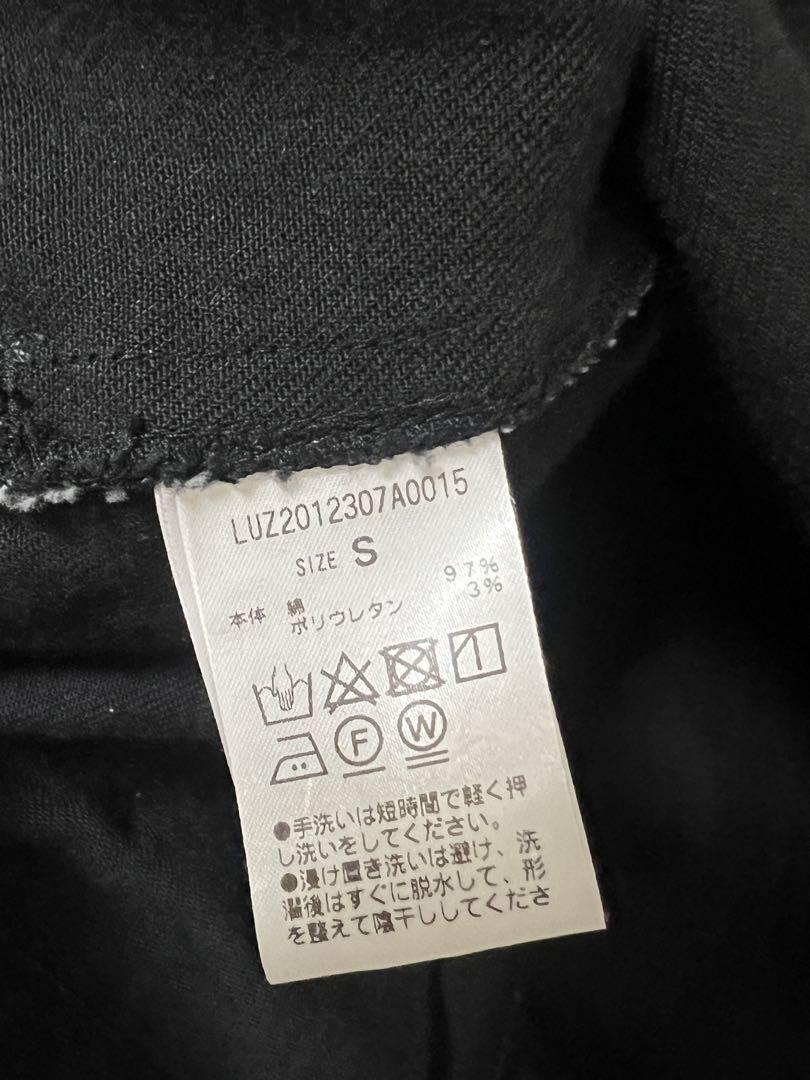 LUZ2012307A0015
SIZE S
本体 綿 97%
ポリウレタン 3%
F W
●手洗いは短時間で軽く押
し洗いをしてください。
●浸け置き洗いは避け、洗
濯後はすぐに脱水して、形
を整えて陰干ししてくださ